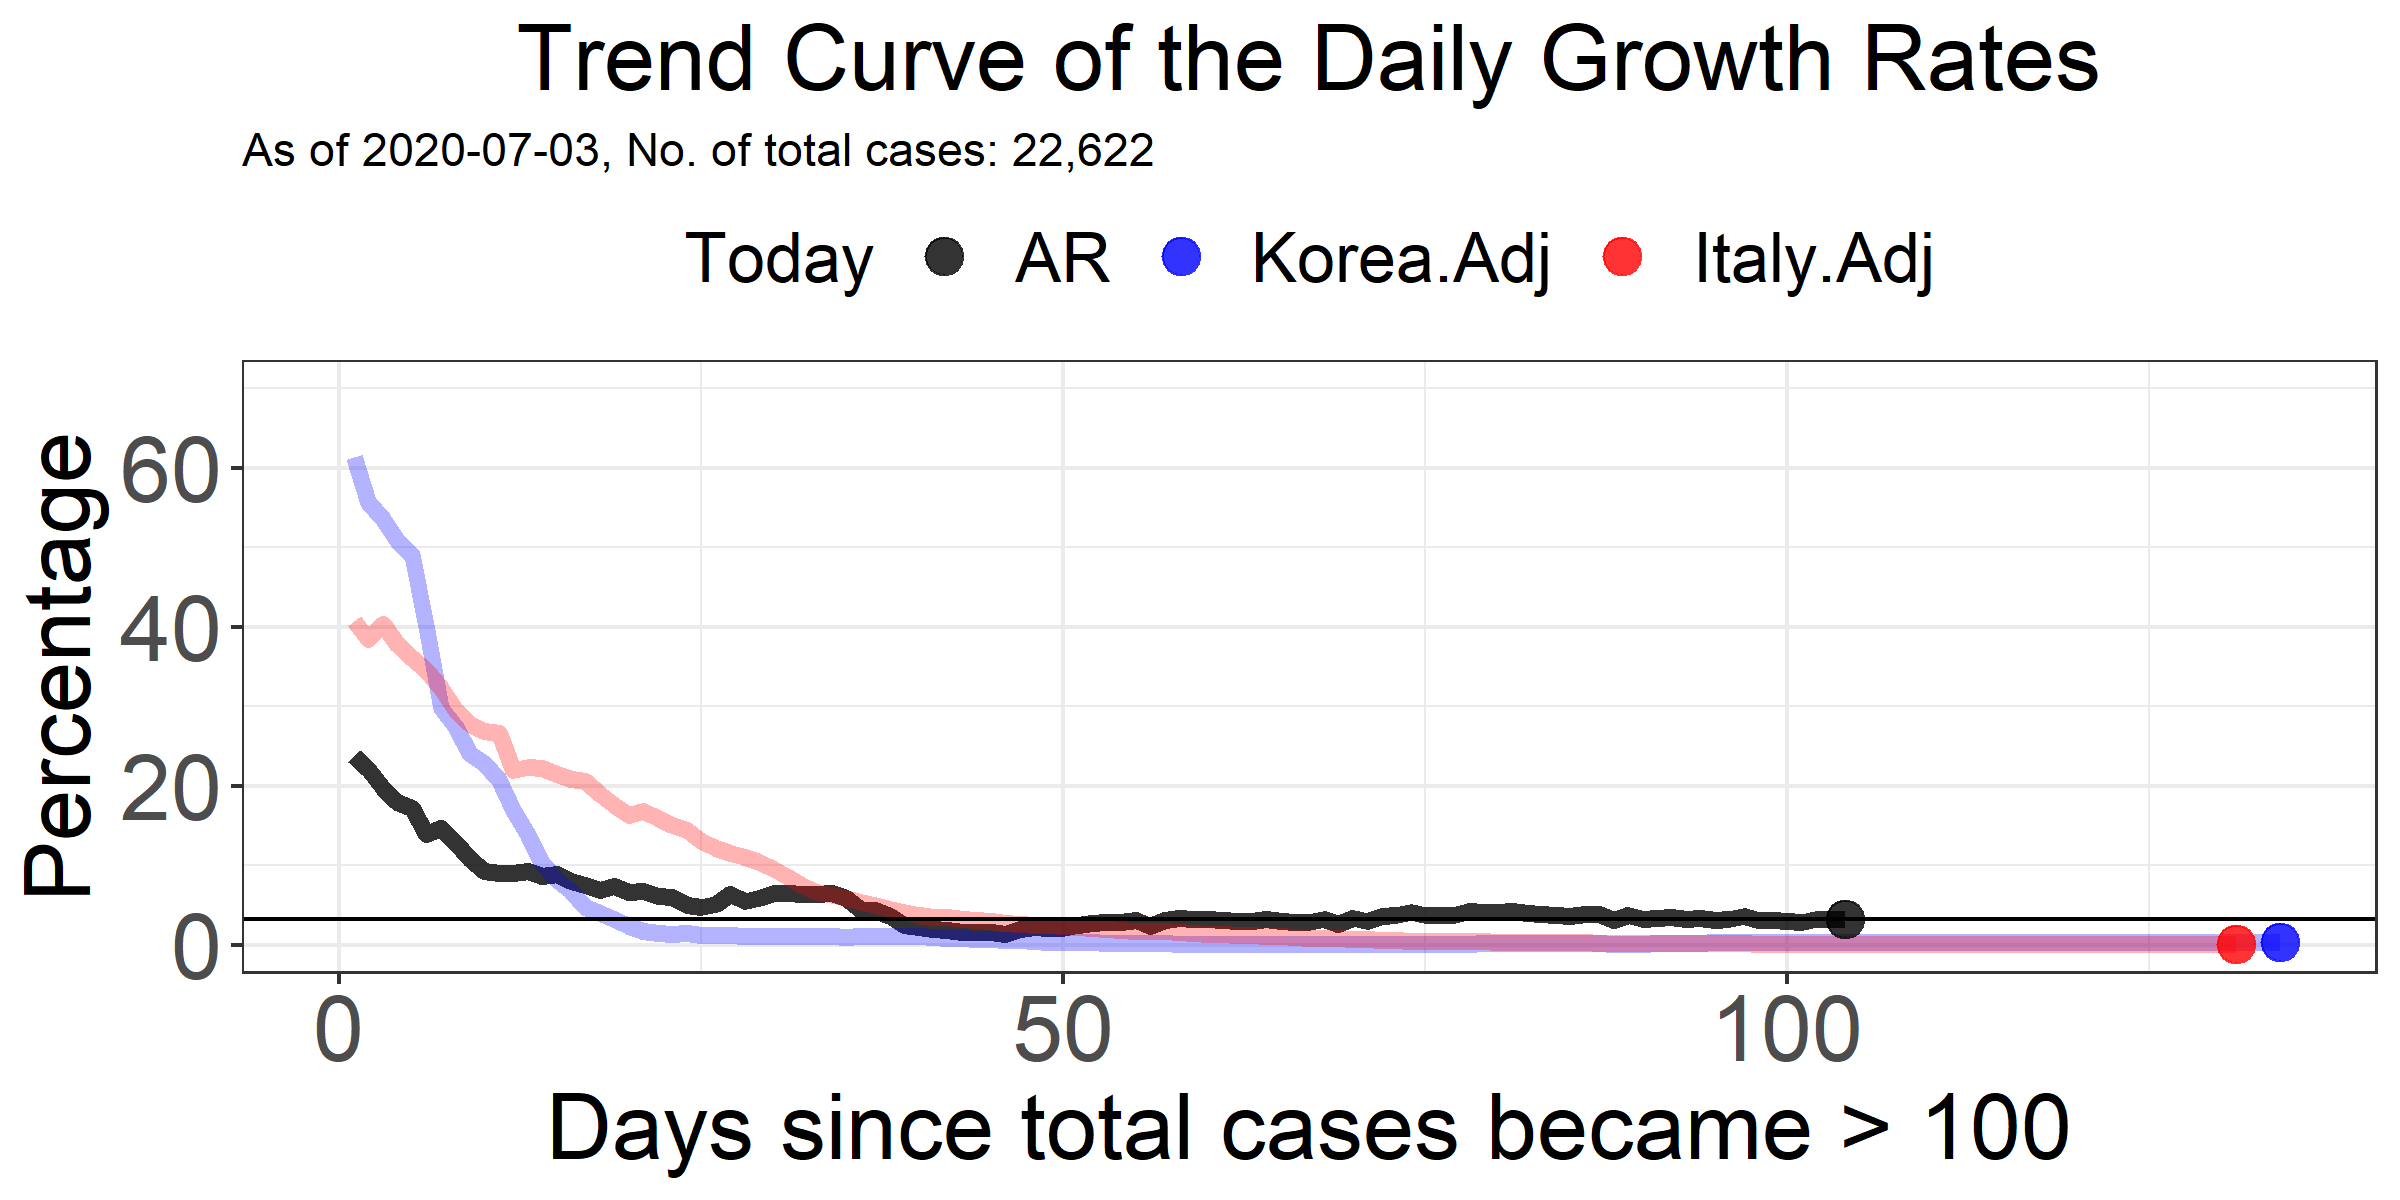 Trend Curve of the Daily Growth Rates
As of 2020-07-03, No. of total cases: 22,622
Today AR Korea.Adj Italy.Adj
Percentage
60
40
20
0
0 50 100
Days since total cases became > 100